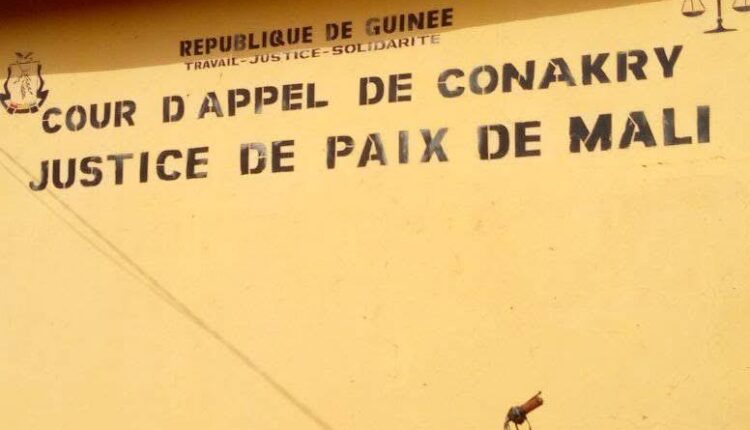 REPUBLIQUE DE GUINEE
TRAVAIL-JUSTICE-SOLIDARITE
COUR D'APPEL DE CONAKRY
JUSTICE DE PAIX DE MALI